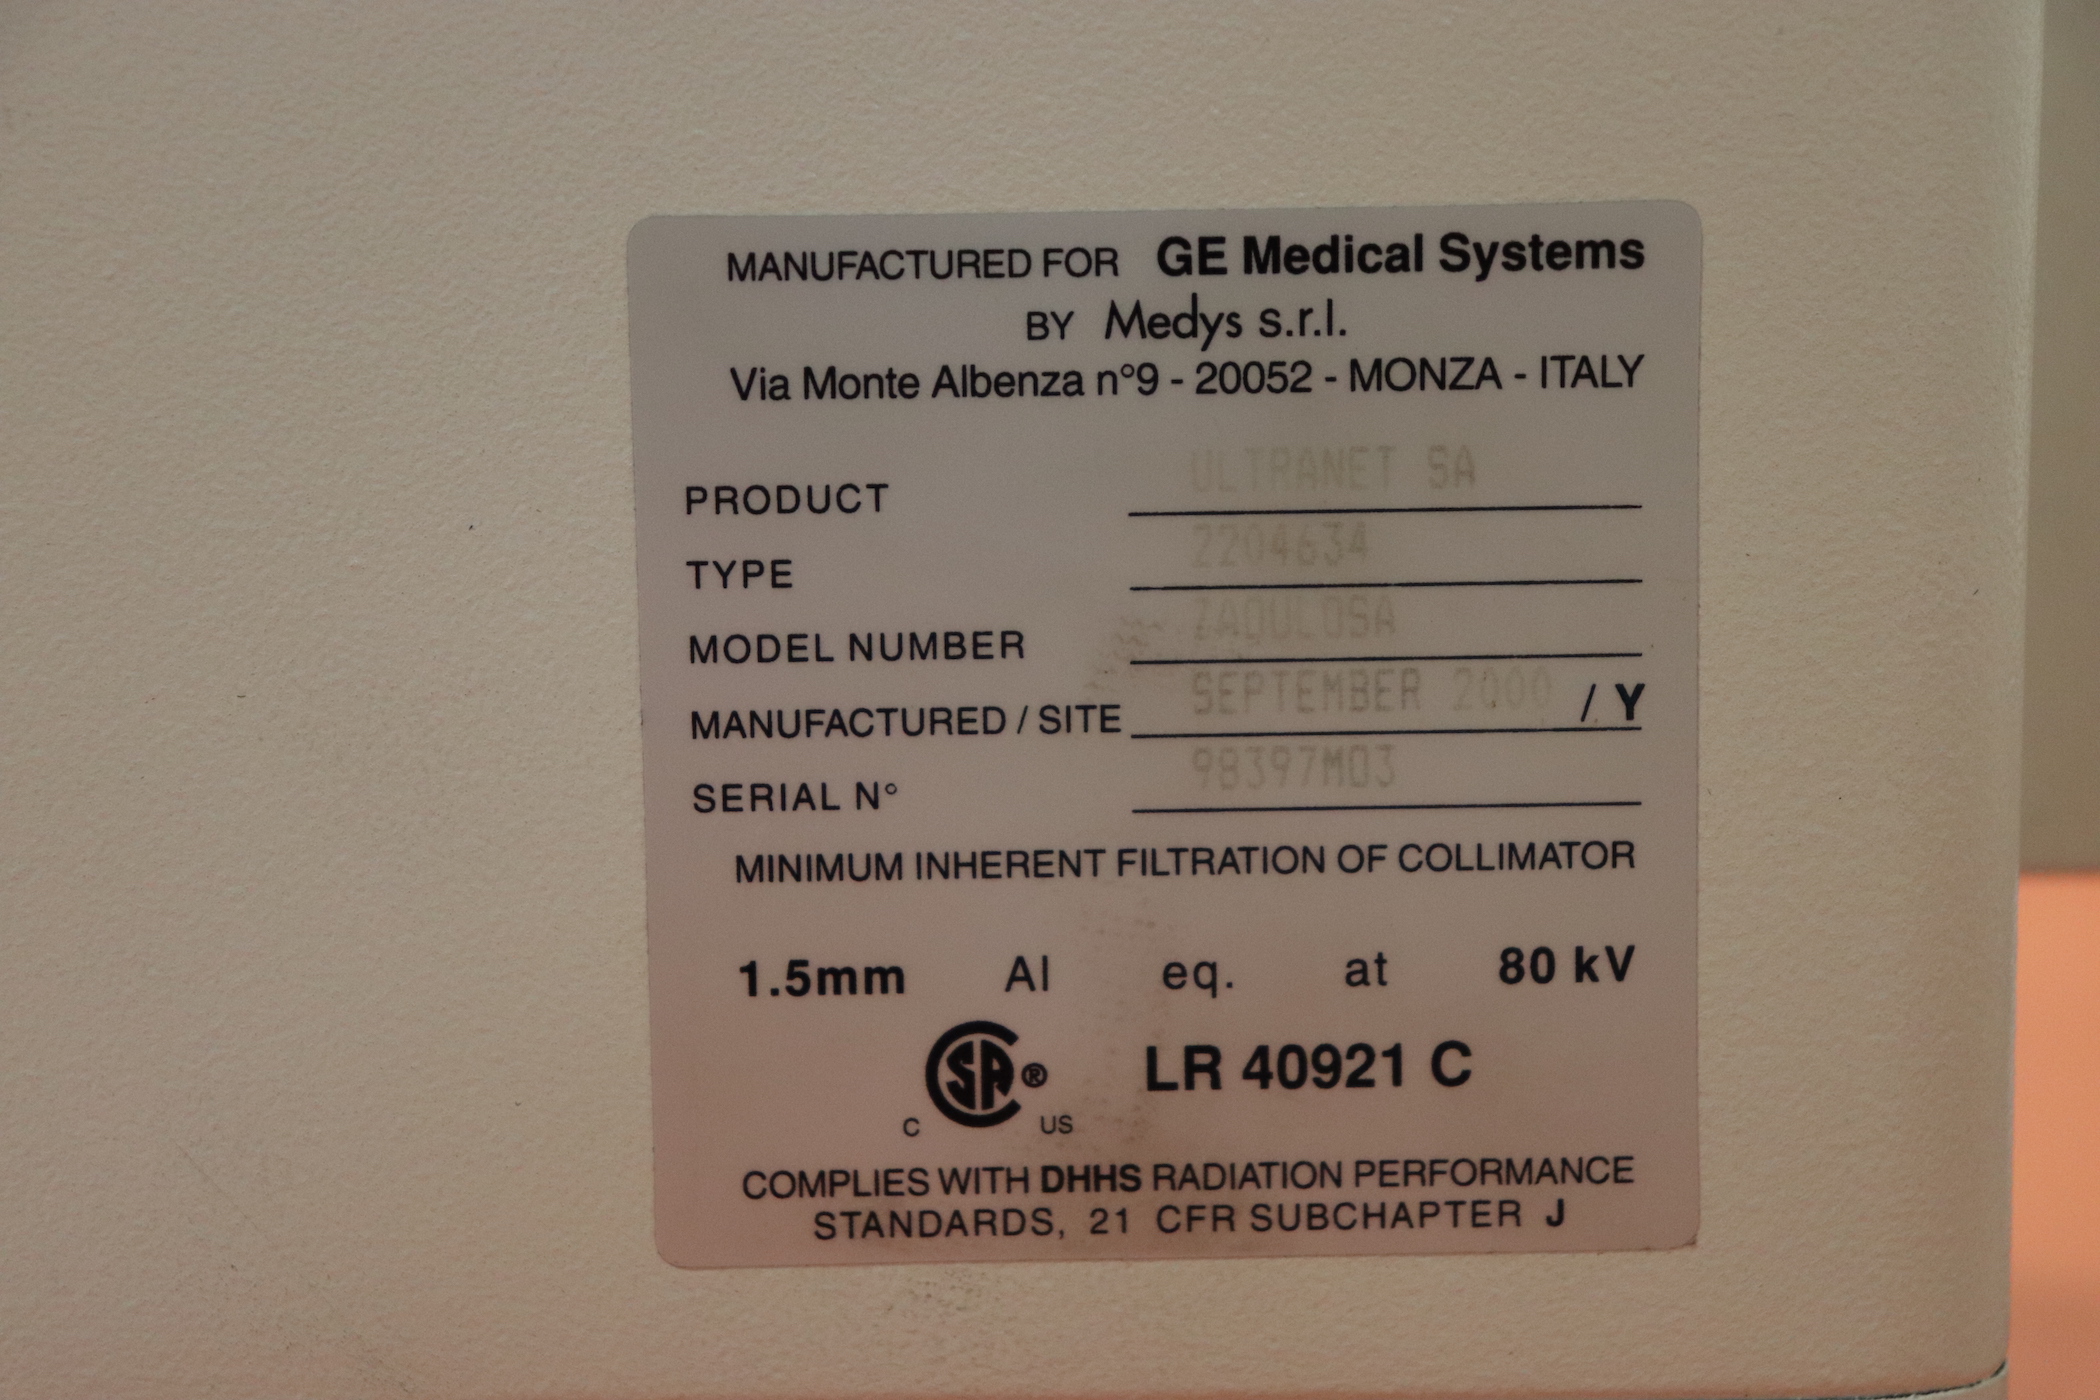 MANUFACTURED FOR GE Medical Systems
BY Medys s.r.l.
Via Monte Albenza n°9 - 20052 - MONZA - ITALY
PRODUCT ULTRANET SA
TYPE 2204634
MODEL NUMBER
MANUFACTURED / SITE SEPTEMBER 2000 / Y
SERIAL N° 98397M03
MINIMUM INHERENT FILTRATION OF COLLIMATOR
1.5mm Al eq. at 80 kV
CSA® LR 40921 C
C US
COMPLIES WITH DHHS RADIATION PERFORMANCE
STANDARDS, 21 CFR SUBCHAPTER J